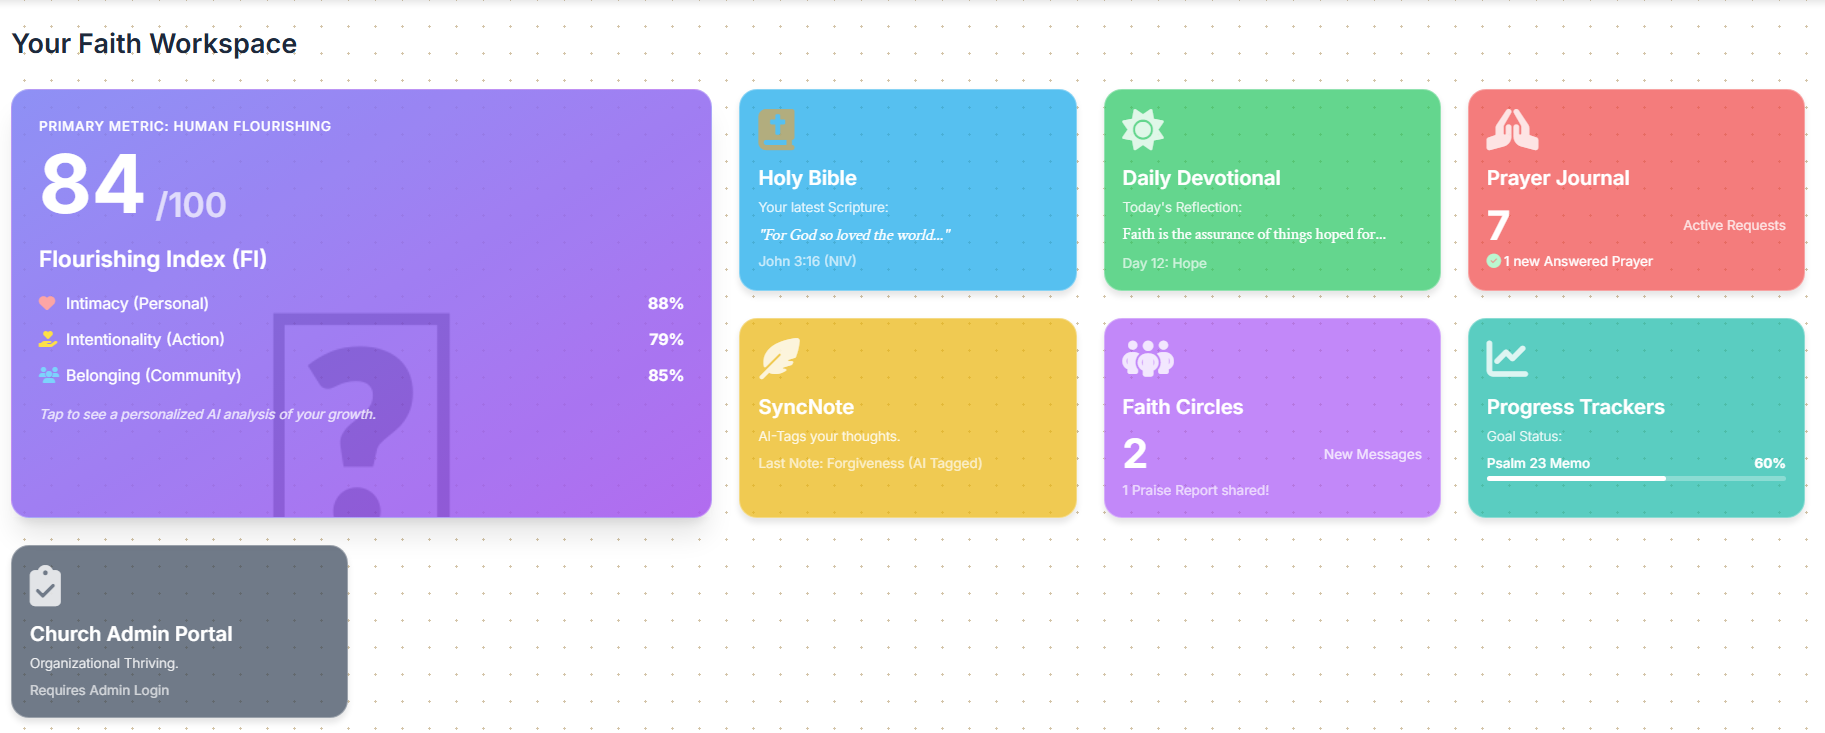 Your Faith Workspace
PRIMARY METRIC: HUMAN FLOURISHING
84 /100
Flourishing Index (FI)
Intimacy (Personal) 88%
Intentionality (Action) 79%
Belonging (Community) 85%
Tap to see a personalized AI analysis of your growth.
?
Holy Bible
Your latest Scripture:
"For God so loved the world..."
John 3:16 (NIV)
Daily Devotional
Today's Reflection:
Faith is the assurance of things hoped for...
Day 12: Hope
Prayer Journal
7 Active Requests
1 new Answered Prayer
SyncNote
AI-Tags your thoughts.
Last Note: Forgiveness (AI Tagged)
Faith Circles
2 New Messages
1 Praise Report shared!
Progress Trackers
Goal Status:
Psalm 23 Memo 60%
Church Admin Portal
Organizational Thriving.
Requires Admin Login